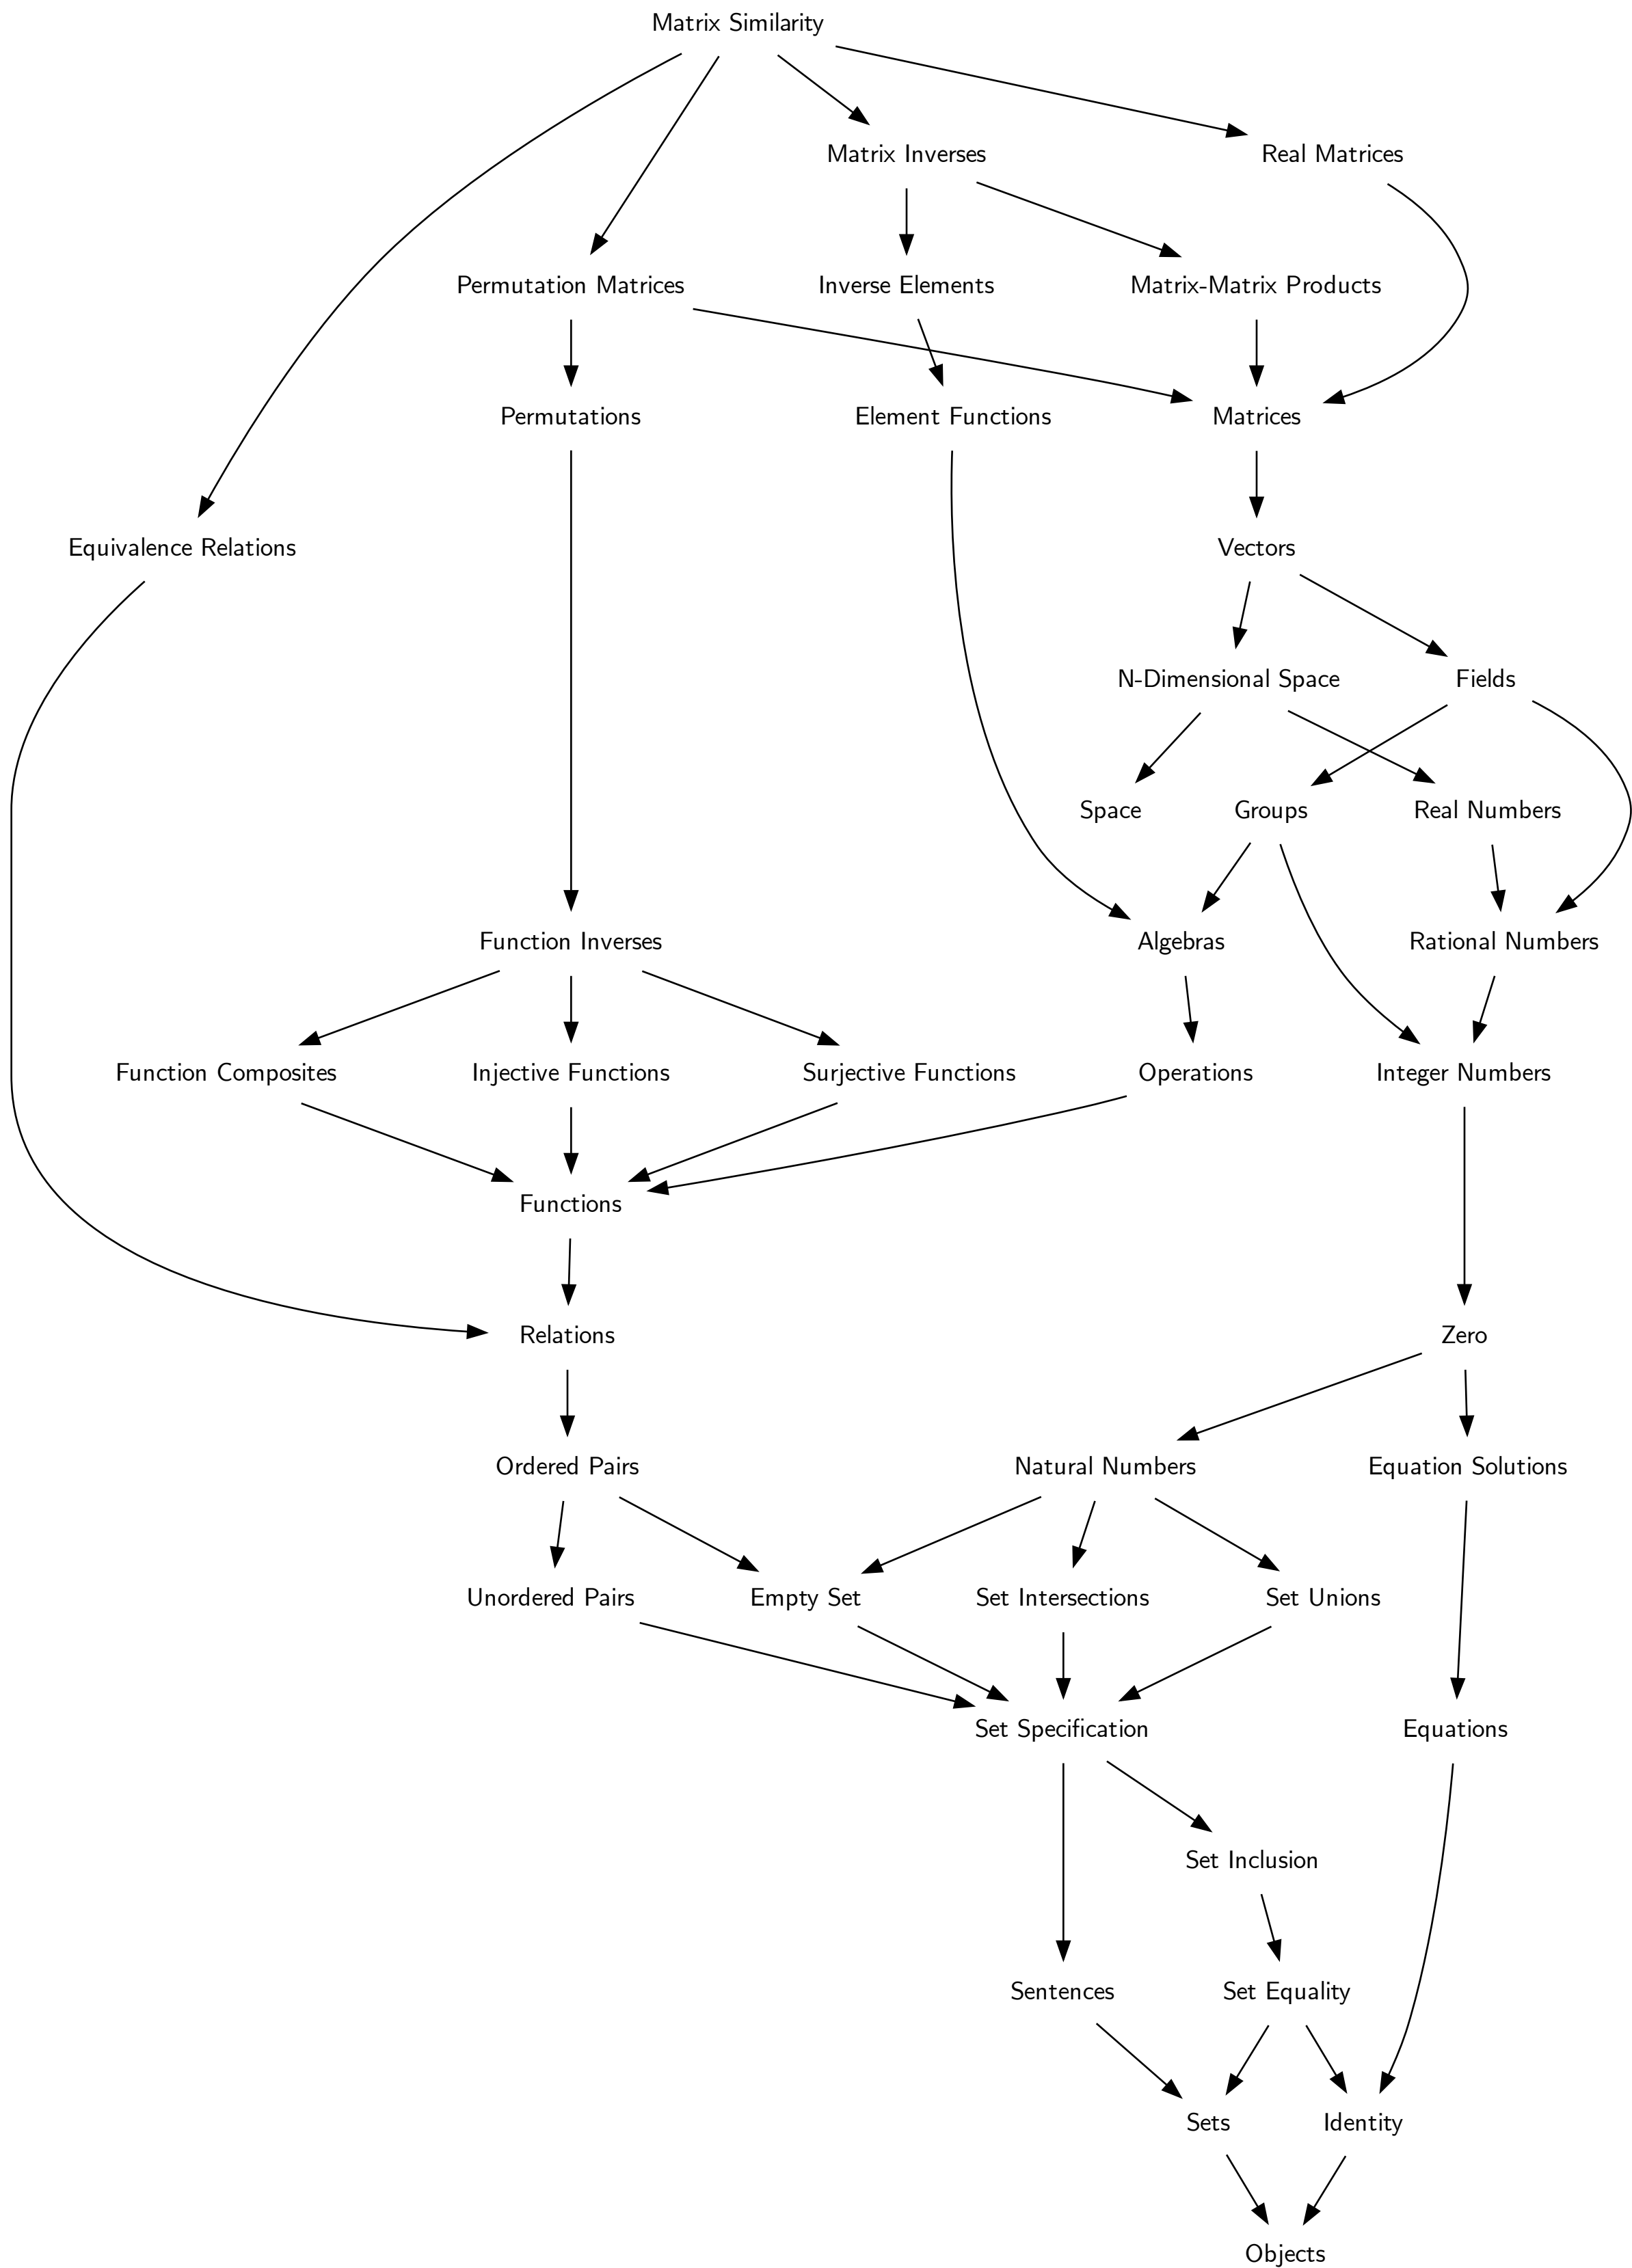 Matrix Similarity
Matrix Inverses
Real Matrices
Permutation Matrices
Inverse Elements
Matrix-Matrix Products
Permutations
Element Functions
Matrices
Equivalence Relations
Vectors
N-Dimensional Space
Fields
Space
Groups
Real Numbers
Function Inverses
Algebras
Rational Numbers
Function Composites
Injective Functions
Surjective Functions
Operations
Integer Numbers
Functions
Relations
Zero
Ordered Pairs
Natural Numbers
Equation Solutions
Unordered Pairs
Empty Set
Set Intersections
Set Unions
Set Specification
Equations
Set Inclusion
Sentences
Set Equality
Sets
Identity
Objects